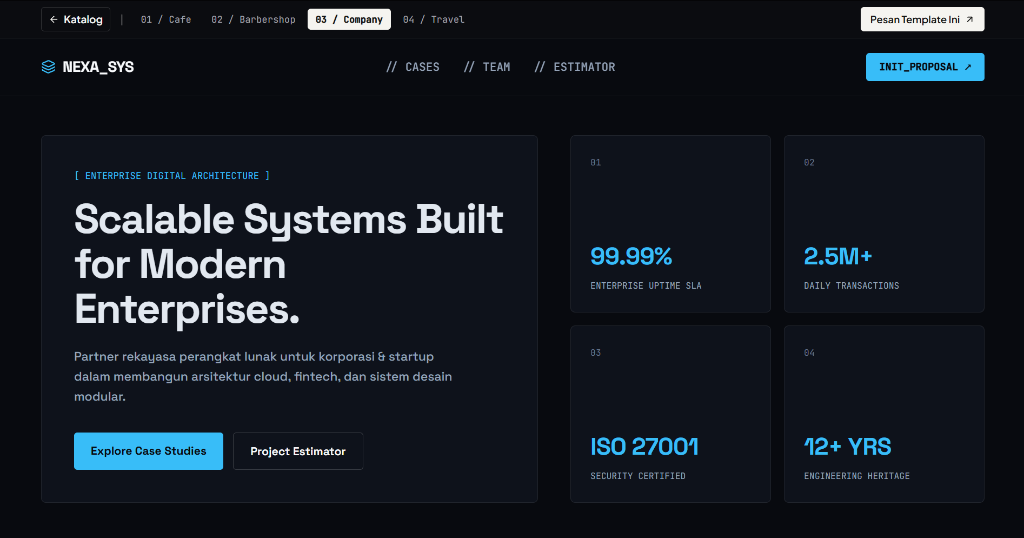 ← Katalog | 01 / Cafe 02 / Barbershop 03 / Company 04 / Travel Pesan Template Ini ↗
NEXA_SYS // CASES // TEAM // ESTIMATOR INIT_PROPOSAL ↗
[ ENTERPRISE DIGITAL ARCHITECTURE ]
Scalable Systems Built
for Modern
Enterprises.
Partner rekayasa perangkat lunak untuk korporasi & startup
dalam membangun arsitektur cloud, fintech, dan sistem desain
modular.
Explore Case Studies Project Estimator
01
99.99%
ENTERPRISE UPTIME SLA
02
2.5M+
DAILY TRANSACTIONS
03
ISO 27001
SECURITY CERTIFIED
04
12+ YRS
ENGINEERING HERITAGE